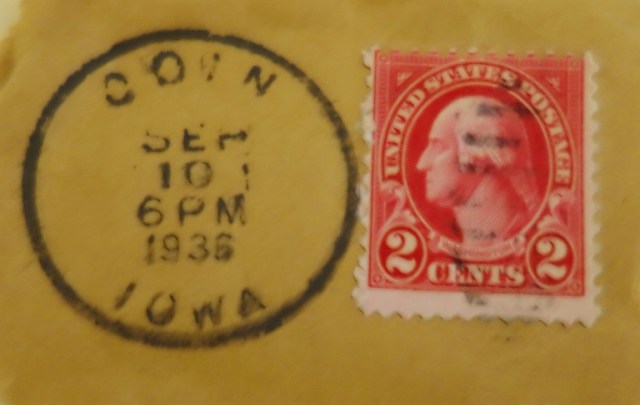 COIN
SEP
10
6 PM
1936
IOWA
UNITED STATES POSTAGE
2 CENTS 2